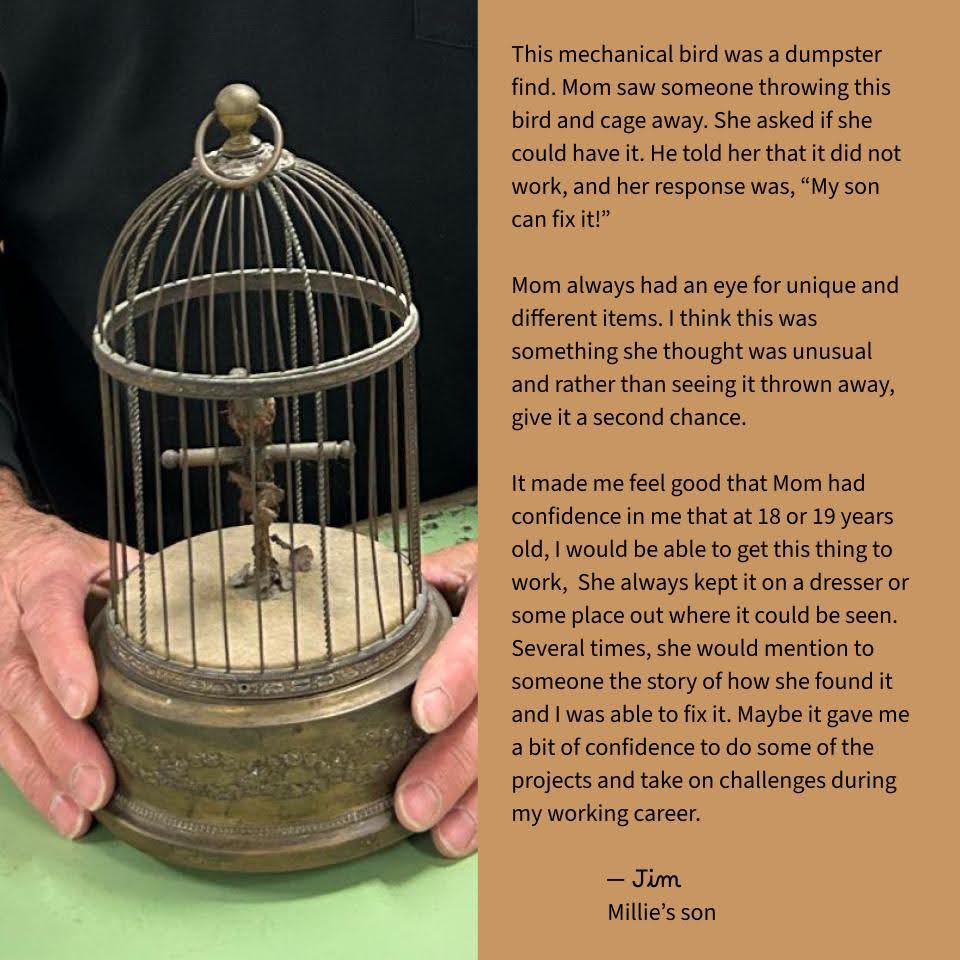 This mechanical bird was a dumpster
find. Mom saw someone throwing this
bird and cage away. She asked if she
could have it. He told her that it did not
work, and her response was, “My son
can fix it!”
Mom always had an eye for unique and
different items. I think this was
something she thought was unusual
and rather than seeing it thrown away,
give it a second chance.
It made me feel good that Mom had
confidence in me that at 18 or 19 years
old, I would be able to get this thing to
work,  She always kept it on a dresser or
some place out where it could be seen.
Several times, she would mention to
someone the story of how she found it
and I was able to fix it. Maybe it gave me
a bit of confidence to do some of the
projects and take on challenges during
my working career.
— Jim
Millie’s son